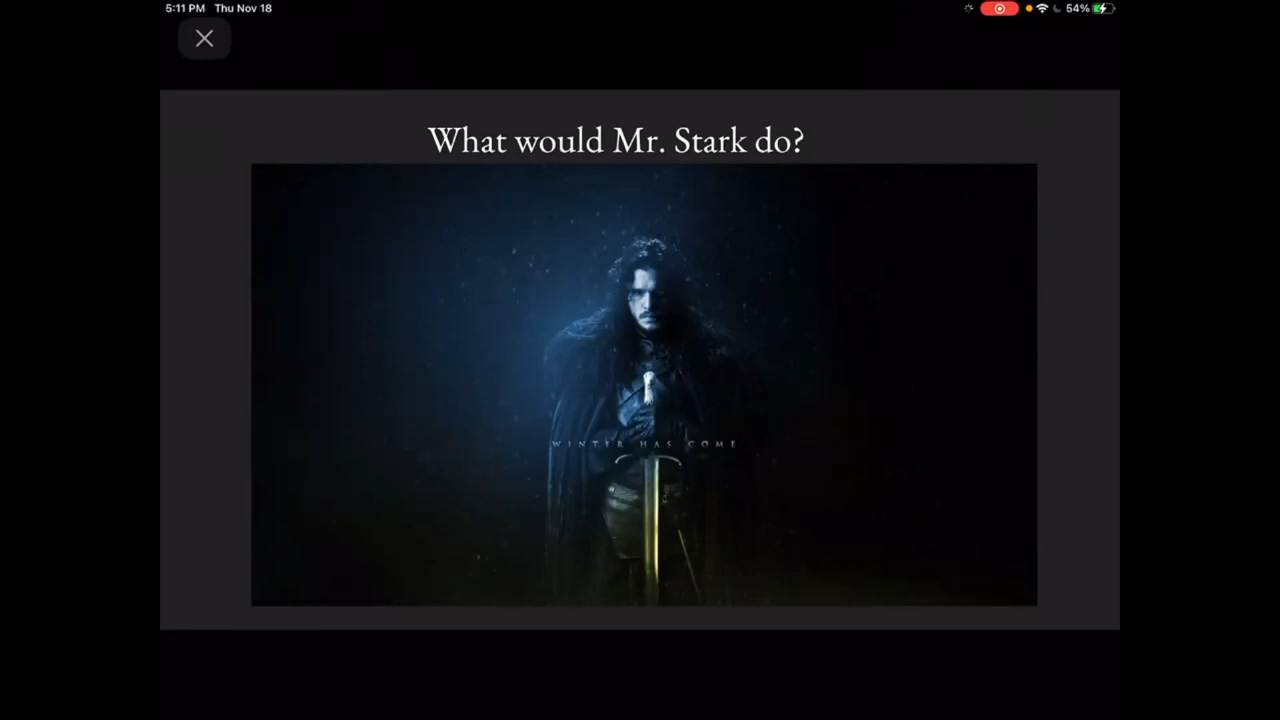 5:11 PM Thu Nov 18
54%
What would Mr. Stark do?
WINTER HAS COME